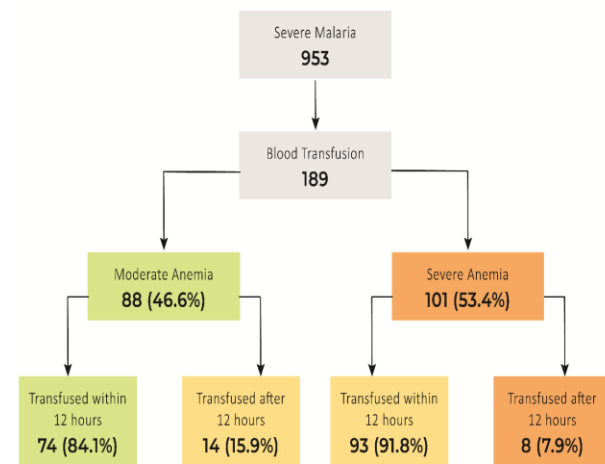 Severe Malaria
953
Blood Transfusion
189
Moderate Anemia
88 (46.6%)
Severe Anemia
101 (53.4%)
Transfused within
12 hours
74 (84.1%)
Transfused after
12 hours
14 (15.9%)
Transfused within
12 hours
93 (91.8%)
Transfused after
12 hours
8 (7.9%)